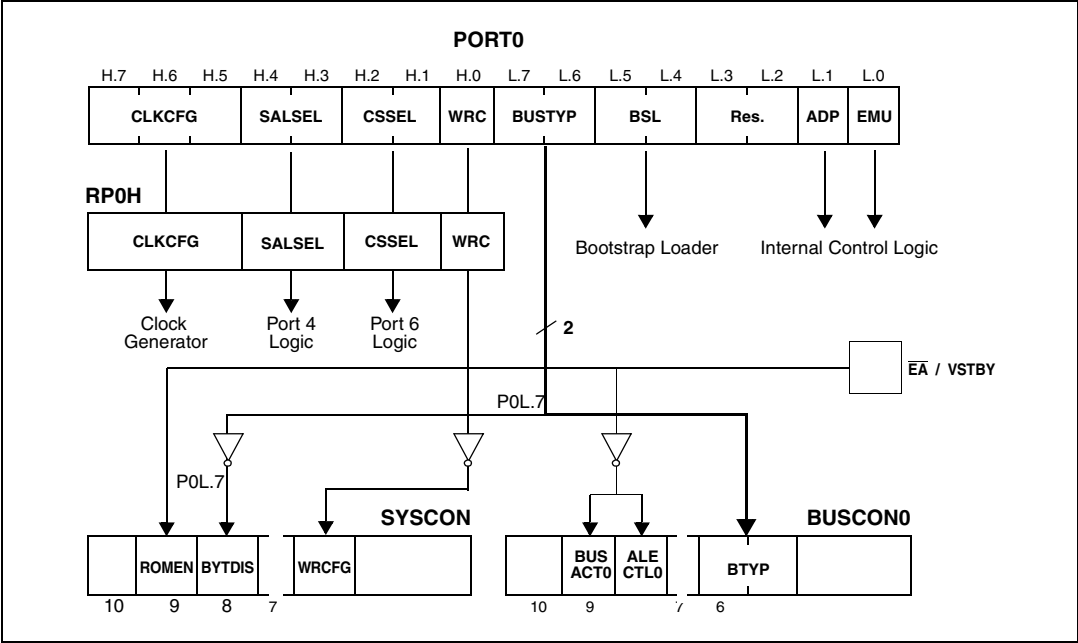 PORT0
H.7 H.6 H.5 H.4 H.3 H.2 H.1 H.0 L.7 L.6 L.5 L.4 L.3 L.2 L.1 L.0
CLKCFG SALSEL CSSEL WRC BUSTYP BSL Res. ADP EMU
RP0H
CLKCFG SALSEL CSSEL WRC
Bootstrap Loader Internal Control Logic
Clock Generator
Port 4 Logic
Port 6 Logic
2
EA / VSTBY
P0L.7
P0L.7
SYSCON BUSCON0
ROMEN BYTDIS WRCFG BUS ACT0 ALE CTL0 BTYP
10 9 8 7 10 9 7 6